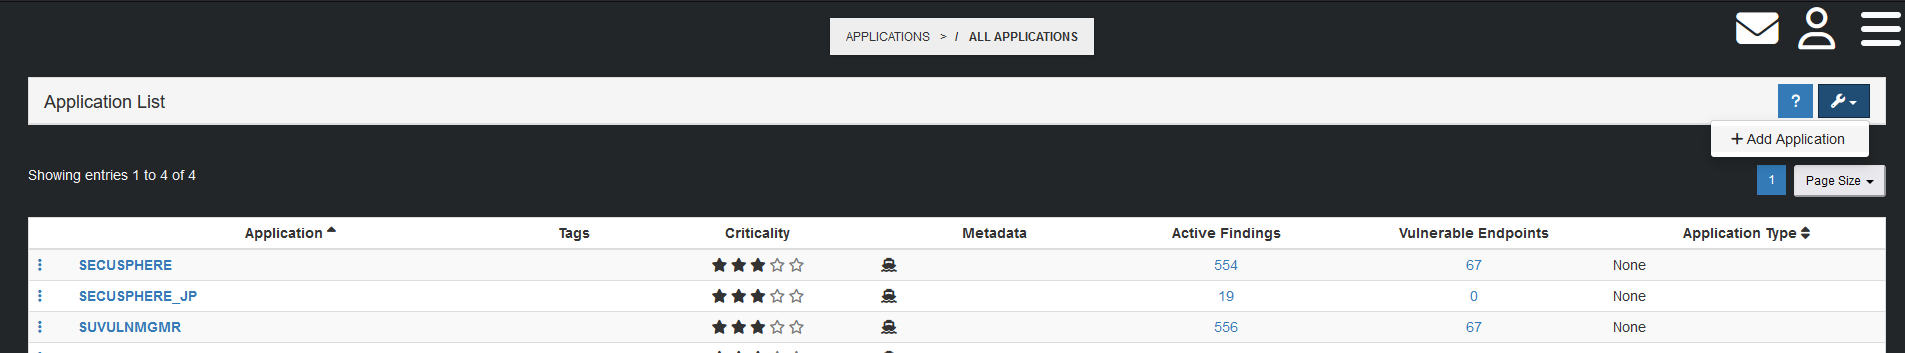 APPLICATIONS > / ALL APPLICATIONS
Application List
?
+ Add Application
Showing entries 1 to 4 of 4
1 Page Size
Application Tags Criticality Metadata Active Findings Vulnerable Endpoints Application Type
SECUSPHERE 554 67 None
SECUSPHERE_JP 19 0 None
SUVULNMGMR 556 67 None